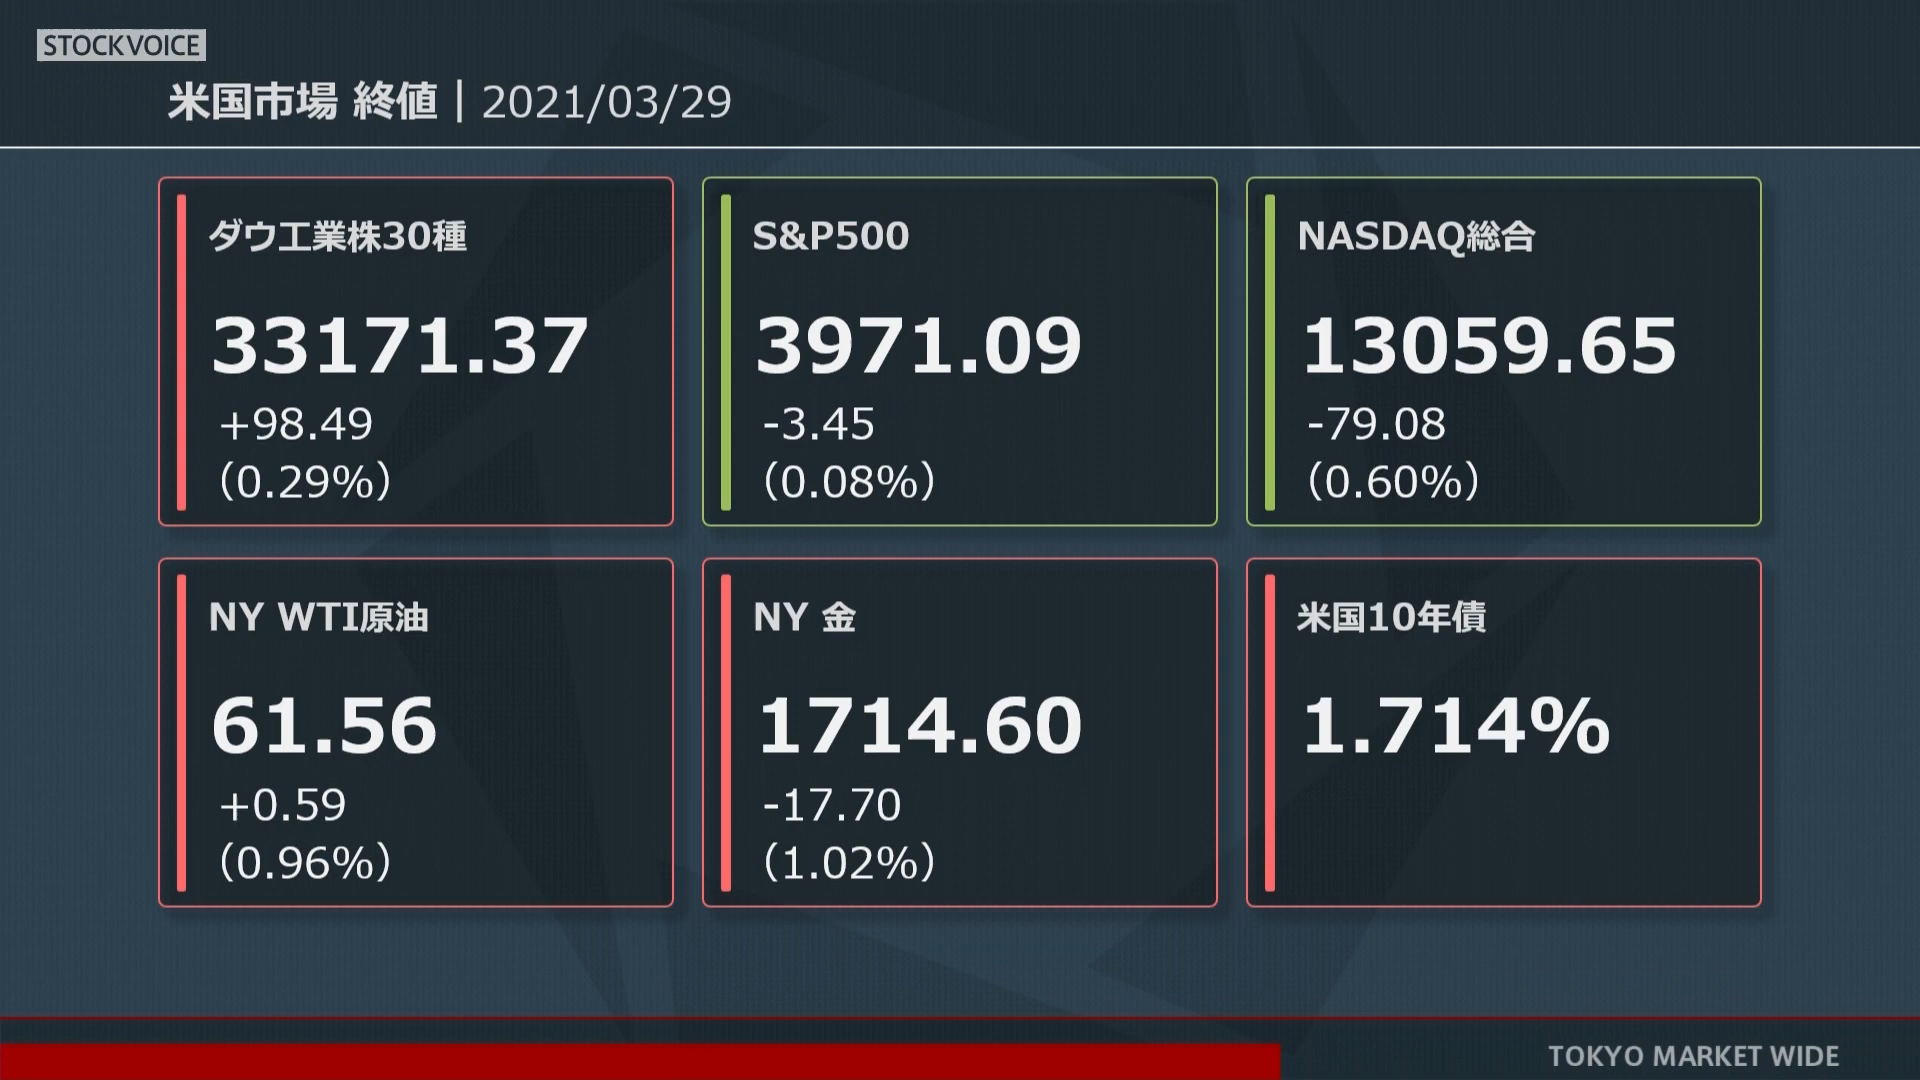 STOCKVOICE
米国市場 終値｜2021/03/29
ダウ工業株30種
33171.37
+98.49
(0.29%)
S&P500
3971.09
-3.45
(0.08%)
NASDAQ総合
13059.65
-79.08
(0.60%)
NY WTI原油
61.56
+0.59
(0.96%)
NY 金
1714.60
-17.70
(1.02%)
米国10年債
1.714%
TOKYO MARKET WIDE